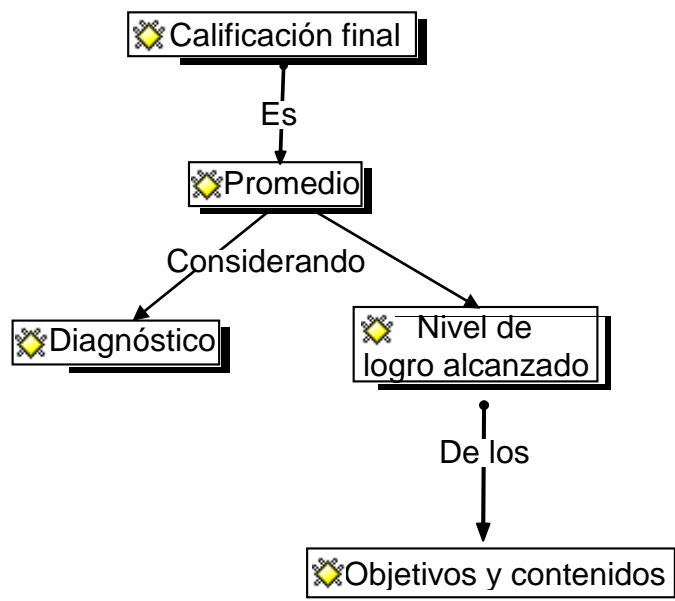 Calificación final
Es
Promedio
Considerando
Diagnóstico
Nivel de
logro alcanzado
De los
Objetivos y contenidos